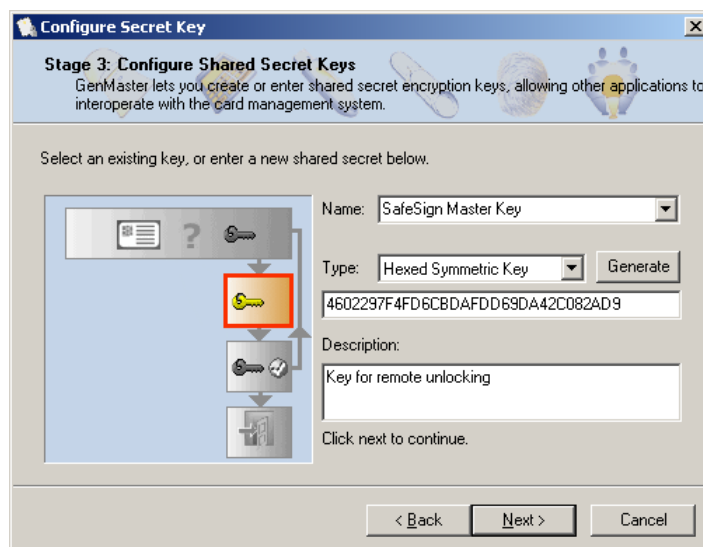 Configure Secret Key
Stage 3: Configure Shared Secret Keys
GenMaster lets you create or enter shared secret encryption keys, allowing other applications to
interoperate with the card management system.
Select an existing key, or enter a new shared secret below.
Name: SafeSign Master Key
Type: Hexed Symmetric Key Generate
4602297F4FD6CBDAFDD69DA42C082AD9
Description:
Key for remote unlocking
Click next to continue.
< Back Next > Cancel